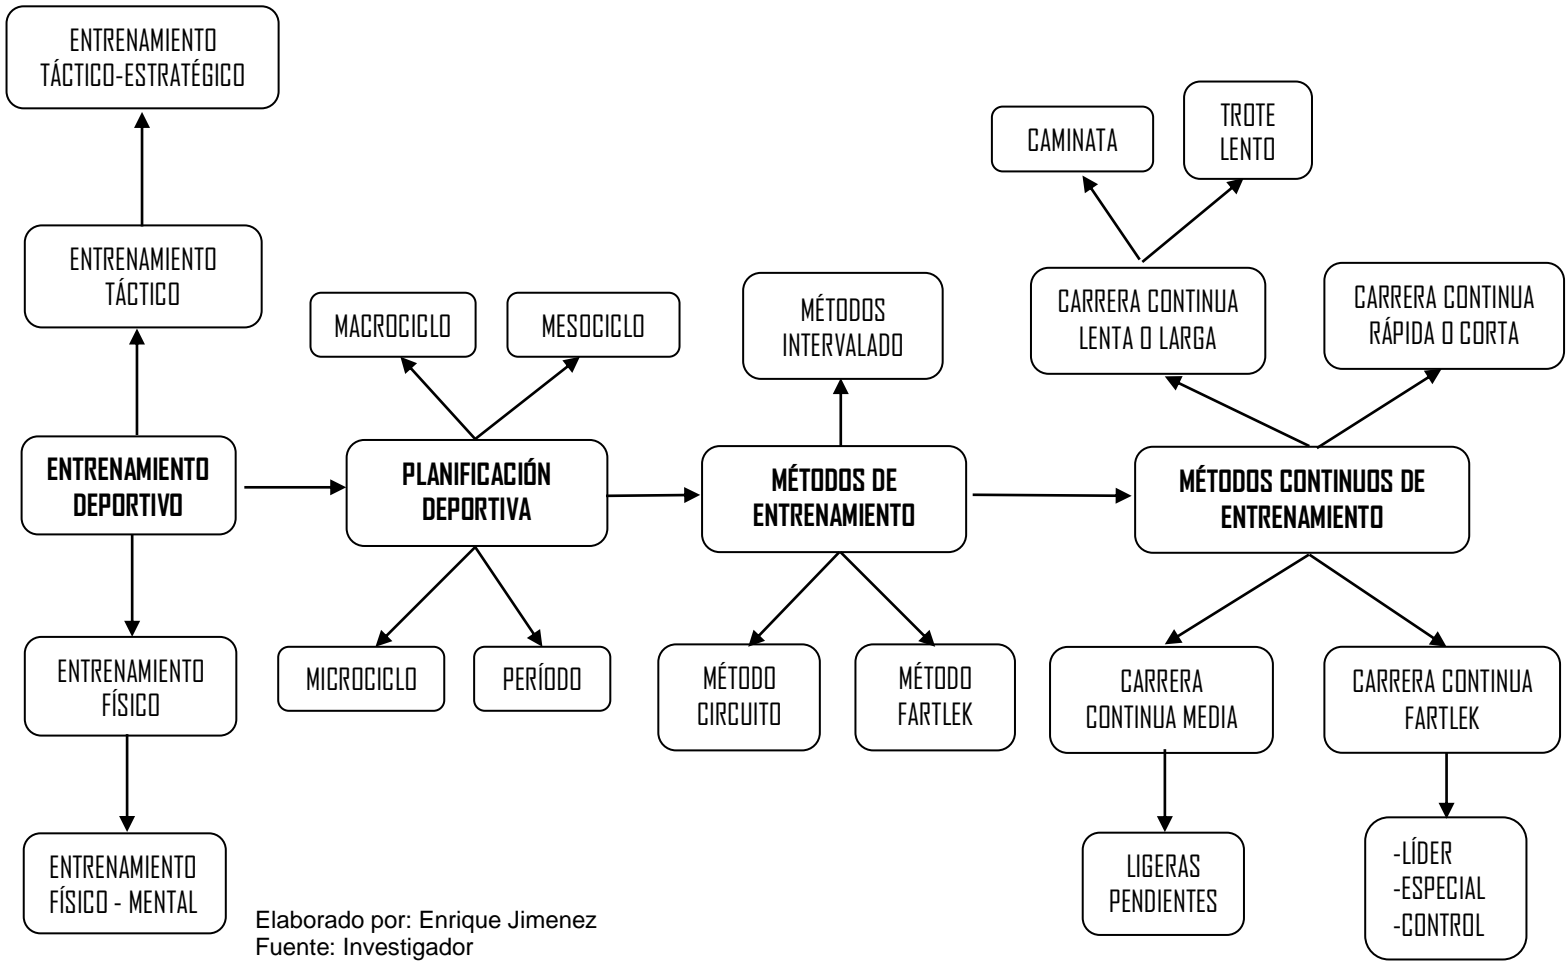 ENTRENAMIENTO
TÁCTICO-ESTRATÉGICO
ENTRENAMIENTO
TÁCTICO
ENTRENAMIENTO
DEPORTIVO
ENTRENAMIENTO
FÍSICO
ENTRENAMIENTO
FÍSICO - MENTAL
MACROCICLO
MESOCICLO
PLANIFICACIÓN
DEPORTIVA
MICROCICLO
PERÍODO
MÉTODOS
INTERVALADO
MÉTODOS DE
ENTRENAMIENTO
MÉTODO
CIRCUITO
MÉTODO
FARTLEK
CAMINATA
TROTE
LENTO
CARRERA CONTINUA
LENTA O LARGA
CARRERA CONTINUA
RÁPIDA O CORTA
MÉTODOS CONTINUOS DE
ENTRENAMIENTO
CARRERA
CONTINUA MEDIA
CARRERA CONTINUA
FARTLEK
LIGERAS
PENDIENTES
-LÍDER
-ESPECIAL
-CONTROL
Elaborado por: Enrique Jimenez
Fuente: Investigador